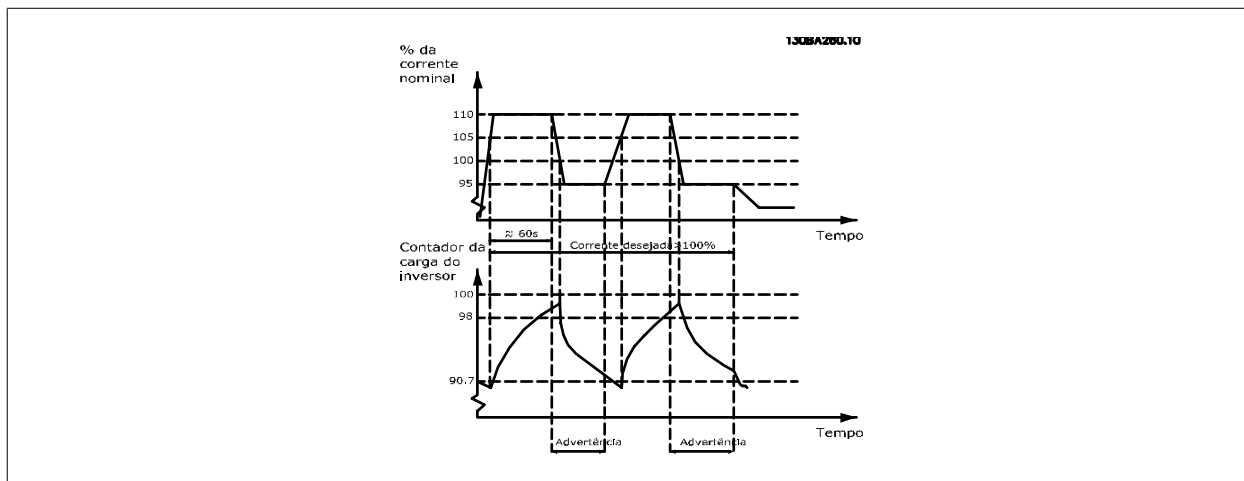 130BA260.10
% da
corrente
nominal
110
105
100
95
Tempo
≈ 60s
Corrente desejada>100%
Contador da
carga do
inversor
100
98
90.7
Tempo
Advertência
Advertência